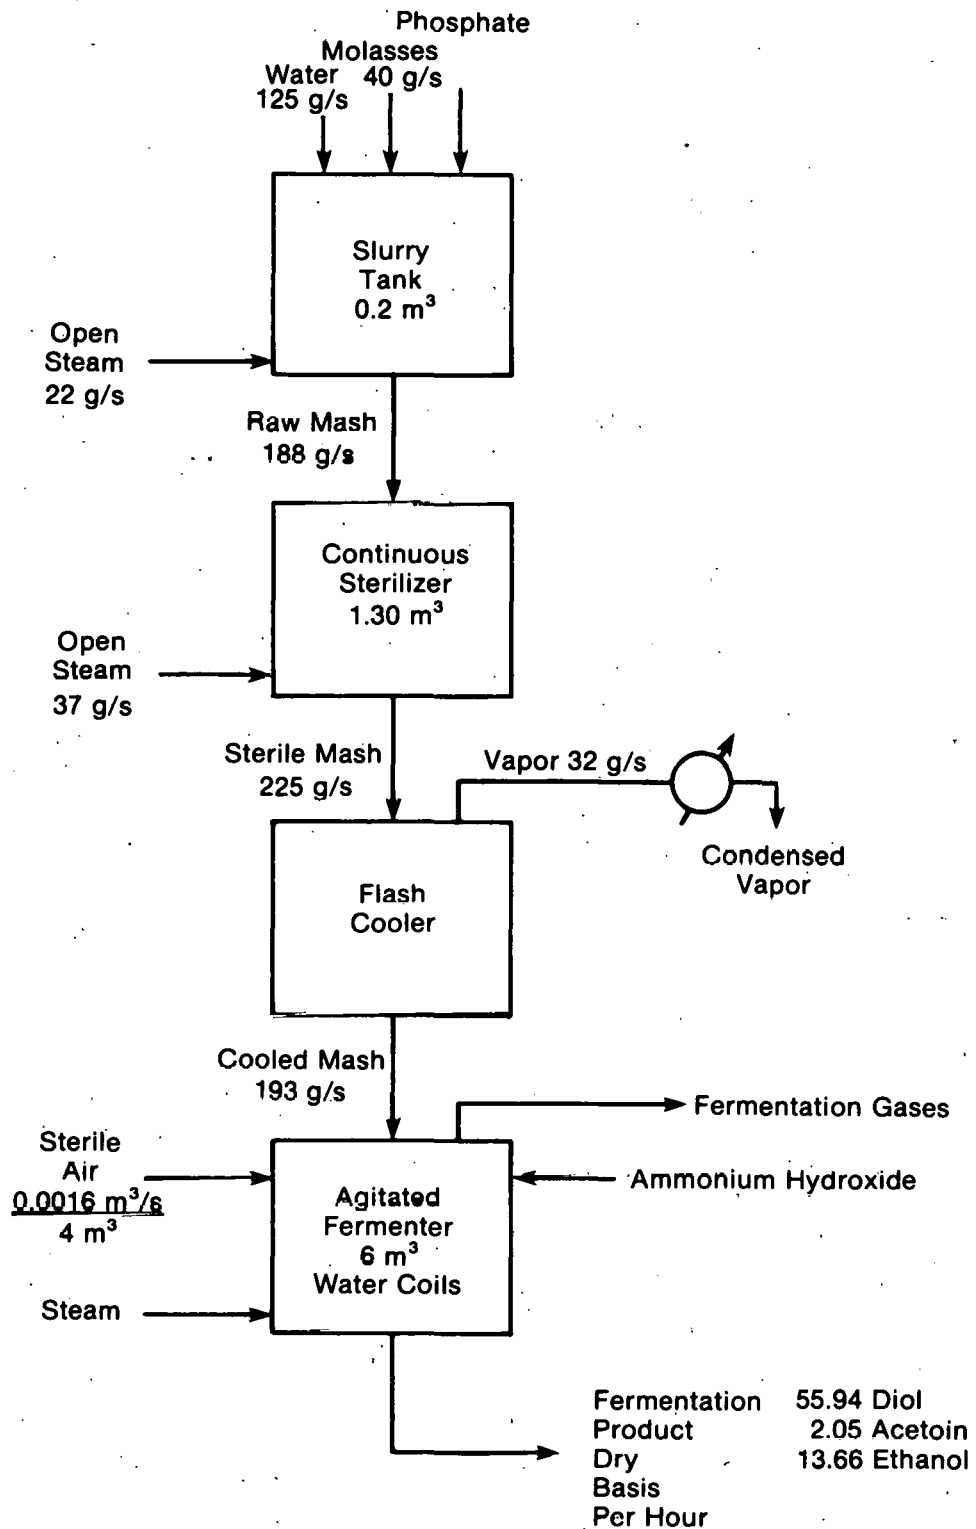 Phosphate
Molasses
40 g/s
Water
125 g/s
Slurry
Tank
0.2 m³
Open
Steam
22 g/s
Raw Mash
188 g/s
Continuous
Sterilizer
1.30 m³
Open
Steam
37 g/s
Sterile Mash
225 g/s
Vapor 32 g/s
Condensed
Vapor
Flash
Cooler
Cooled Mash
193 g/s
Fermentation Gases
Sterile
Air
0.0016 m³/s
4 m³
Ammonium Hydroxide
Agitated
Fermenter
6 m³
Water Coils
Steam
Fermentation 55.94 Diol
Product 2.05 Acetoin
Dry 13.66 Ethanol
Basis
Per Hour